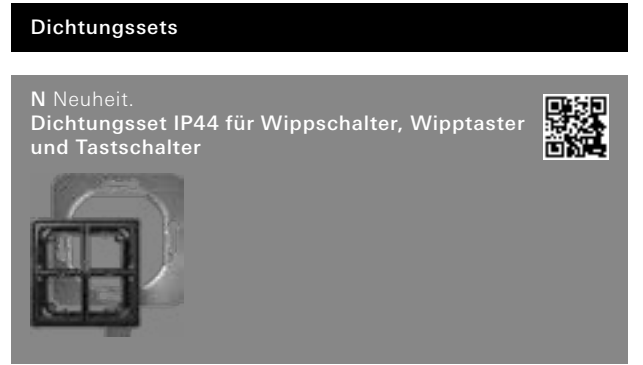 Dichtungssets
N Neuheit.
Dichtungsset IP44 für Wippschalter, Wipptaster
und Tastschalter